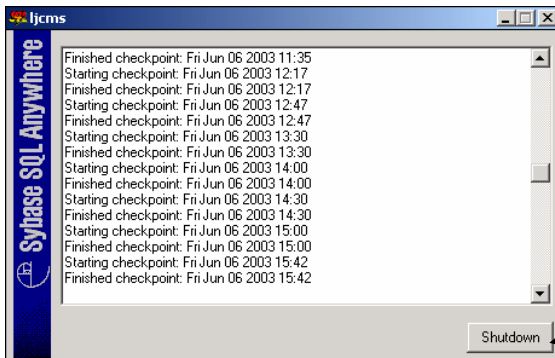 ljcms
Sybase SQL Anywhere
Finished checkpoint: Fri Jun 06 2003 11:35
Starting checkpoint: Fri Jun 06 2003 12:17
Finished checkpoint: Fri Jun 06 2003 12:17
Starting checkpoint: Fri Jun 06 2003 12:47
Finished checkpoint: Fri Jun 06 2003 12:47
Starting checkpoint: Fri Jun 06 2003 13:30
Finished checkpoint: Fri Jun 06 2003 13:30
Starting checkpoint: Fri Jun 06 2003 14:00
Finished checkpoint: Fri Jun 06 2003 14:00
Starting checkpoint: Fri Jun 06 2003 14:30
Finished checkpoint: Fri Jun 06 2003 14:30
Starting checkpoint: Fri Jun 06 2003 15:00
Finished checkpoint: Fri Jun 06 2003 15:00
Starting checkpoint: Fri Jun 06 2003 15:42
Finished checkpoint: Fri Jun 06 2003 15:42
Shutdown